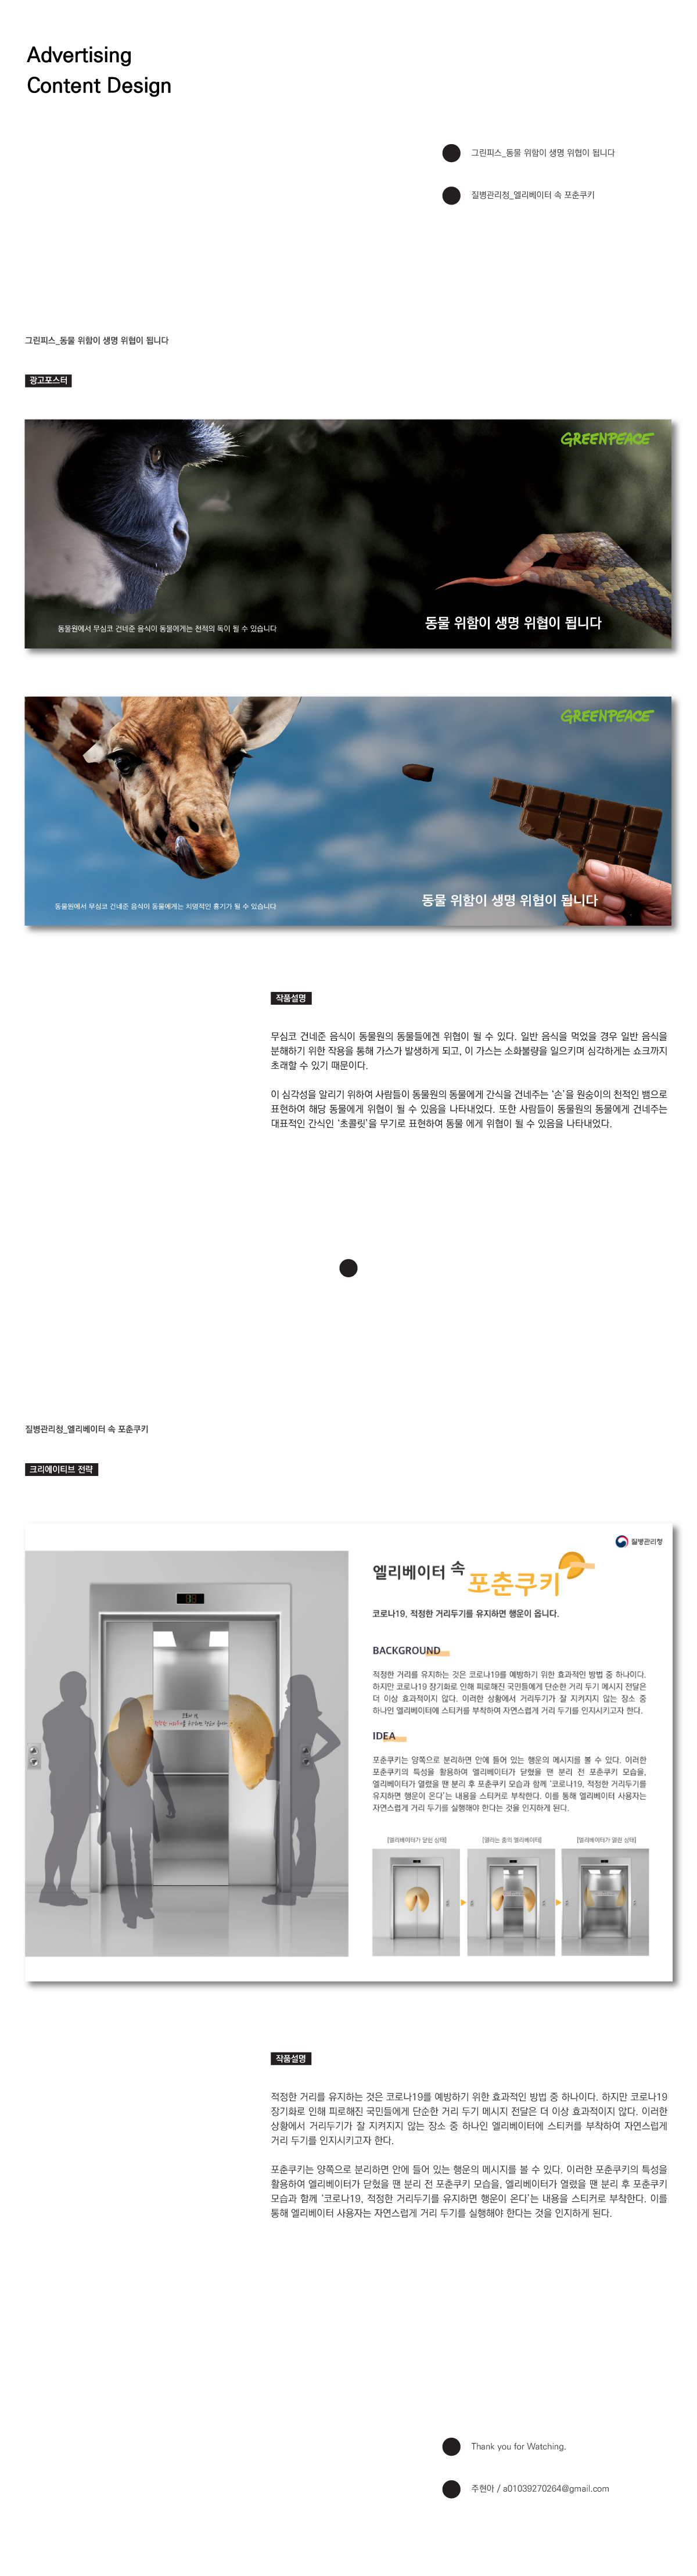 Advertising
Content Design
그린피스_동물 위함이 생명 위협이 됩니다
질병관리청_엘리베이터 속 포춘쿠키
그린피스_동물 위함이 생명 위협이 됩니다
광고포스터
GREENPEACE
동물 위함이 생명 위협이 됩니다
동물원에서 무심코 건네준 음식이 동물에게는 천적의 독이 될 수 있습니다
GREENPEACE
동물 위함이 생명 위협이 됩니다
동물원에서 무심코 건네준 음식이 동물에게는 치명적인 흉기가 될 수 있습니다
작품설명
무심코 건네준 음식이 동물원의 동물들에겐 위협이 될 수 있다. 일반 음식을 먹었을 경우 일반 음식을
분해하기 위한 작용을 통해 가스가 발생하게 되고, 이 가스는 소화불량을 일으키며 심각하게는 쇼크까지
초래할 수 있기 때문이다.
이 심각성을 알리기 위하여 사람들이 동물원의 동물에게 간식을 건네주는 ‘손’을 원숭이의 천적인 뱀으로
표현하여 해당 동물에게 위협이 될 수 있음을 나타내었다. 또한 사람들이 동물원의 동물에게 건네주는
대표적인 간식인 ‘초콜릿’을 무기로 표현하여 동물 에게 위협이 될 수 있음을 나타내었다.
질병관리청_엘리베이터 속 포춘쿠키
크리에이티브 전략
질병관리청
엘리베이터 속 포춘쿠키
코로나19, 적정한 거리두기를 유지하면 행운이 옵니다.
BACKGROUND
적정한 거리를 유지하는 것은 코로나19를 예방하기 위한 효과적인 방법 중 하나이다.
하지만 코로나19 장기화로 인해 피로해진 국민들에게 단순한 거리 두기 메시지 전달은
더 이상 효과적이지 않다. 이러한 상황에서 거리두기가 잘 지켜지지 않는 장소 중
하나인 엘리베이터에 스티커를 부착하여 자연스럽게 거리 두기를 인지시키고자 한다.
IDEA
포춘쿠키는 양쪽으로 분리하면 안에 들어 있는 행운의 메시지를 볼 수 있다. 이러한
포춘쿠키의 특성을 활용하여 엘리베이터가 닫혔을 땐 분리 전 포춘쿠키 모습을,
엘리베이터가 열렸을 땐 분리 후 포춘쿠키 모습과 함께 ‘코로나19, 적정한 거리두기를
유지하면 행운이 온다’는 내용을 스티커로 부착한다. 이를 통해 엘리베이터 사용자는
자연스럽게 거리 두기를 실행해야 한다는 것을 인지하게 된다.
[엘리베이터가 닫힌 상태] [열리는 중의 엘리베이터] [엘리베이터가 열린 상태]
작품설명
적정한 거리를 유지하는 것은 코로나19를 예방하기 위한 효과적인 방법 중 하나이다. 하지만 코로나19
장기화로 인해 피로해진 국민들에게 단순한 거리 두기 메시지 전달은 더 이상 효과적이지 않다. 이러한
상황에서 거리두기가 잘 지켜지지 않는 장소 중 하나인 엘리베이터에 스티커를 부착하여 자연스럽게
거리 두기를 인지시키고자 한다.
포춘쿠키는 양쪽으로 분리하면 안에 들어 있는 행운의 메시지를 볼 수 있다. 이러한 포춘쿠키의 특성을
활용하여 엘리베이터가 닫혔을 땐 분리 전 포춘쿠키 모습을, 엘리베이터가 열렸을 땐 분리 후 포춘쿠키
모습과 함께 ‘코로나19, 적정한 거리두기를 유지하면 행운이 온다’는 내용을 스티커로 부착한다. 이를
통해 엘리베이터 사용자는 자연스럽게 거리 두기를 실행해야 한다는 것을 인지하게 된다.
Thank you for Watching.
주현아 / a01039270264@gmail.com